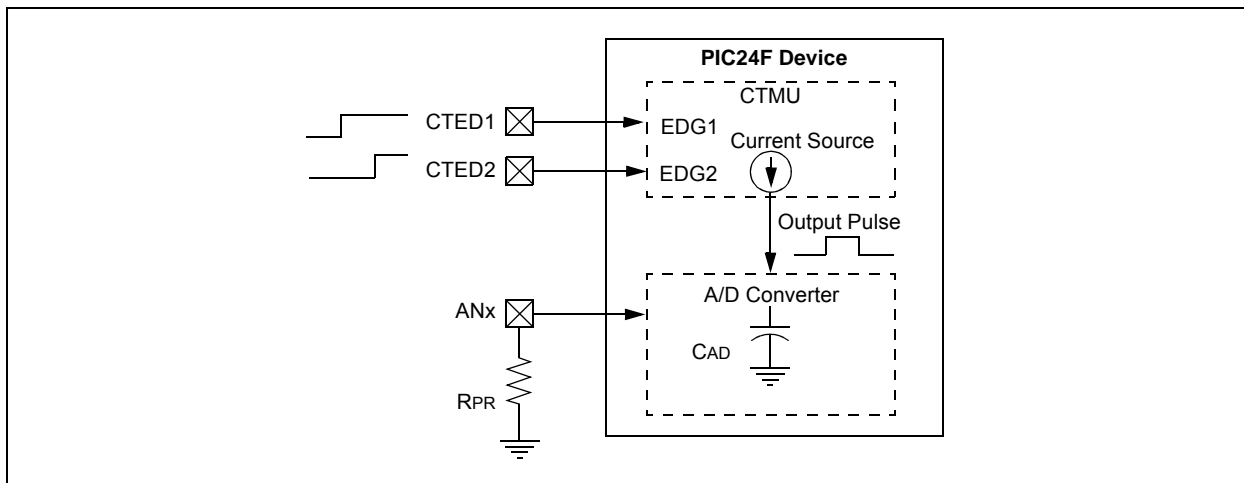 PIC24F Device
CTMU
CTED1
EDG1
Current Source
CTED2
EDG2
Output Pulse
A/D Converter
ANx
CAD
RPR